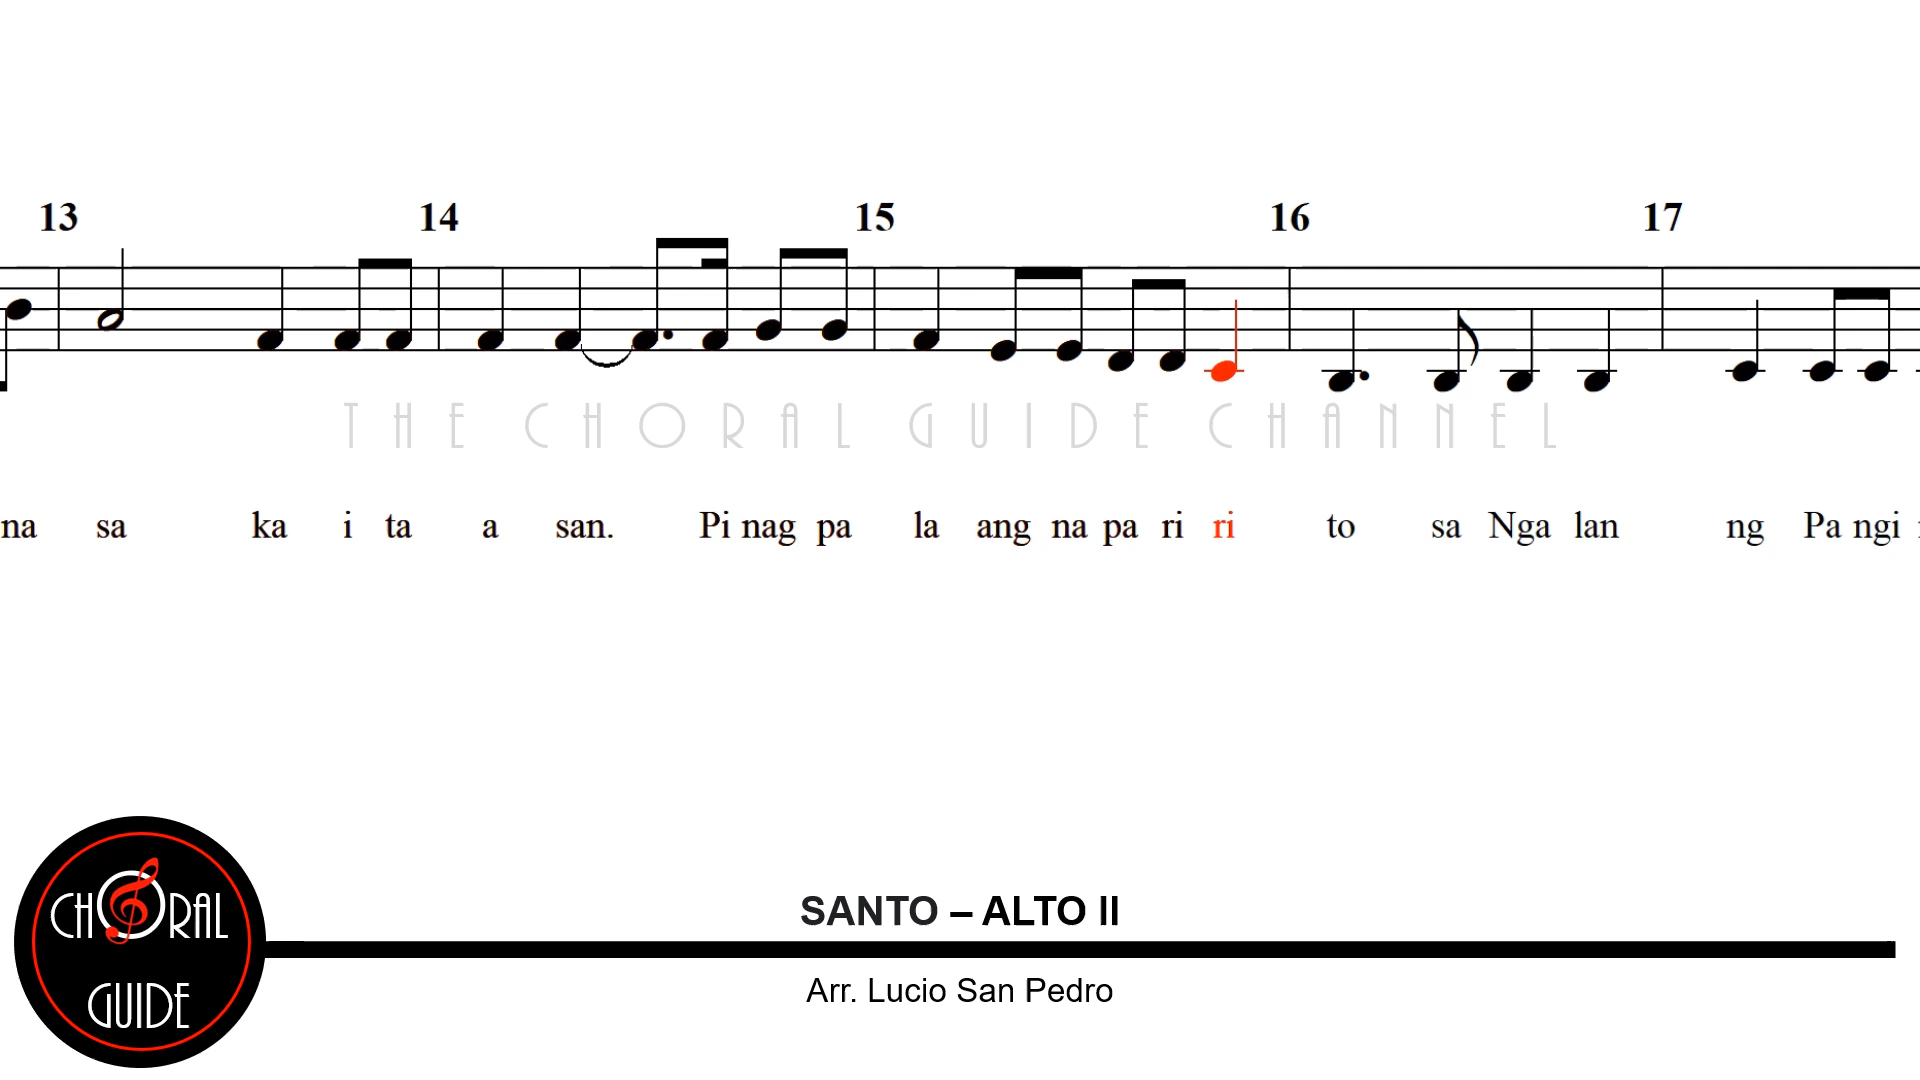 13 14 15 16 17
THE CHORAL GUIDE CHANNEL
na sa ka i ta a san. Pi nag pa la ang na pa ri ri to sa Nga lan ng Pa ngi
CHORAL
GUIDE
SANTO – ALTO II
Arr. Lucio San Pedro